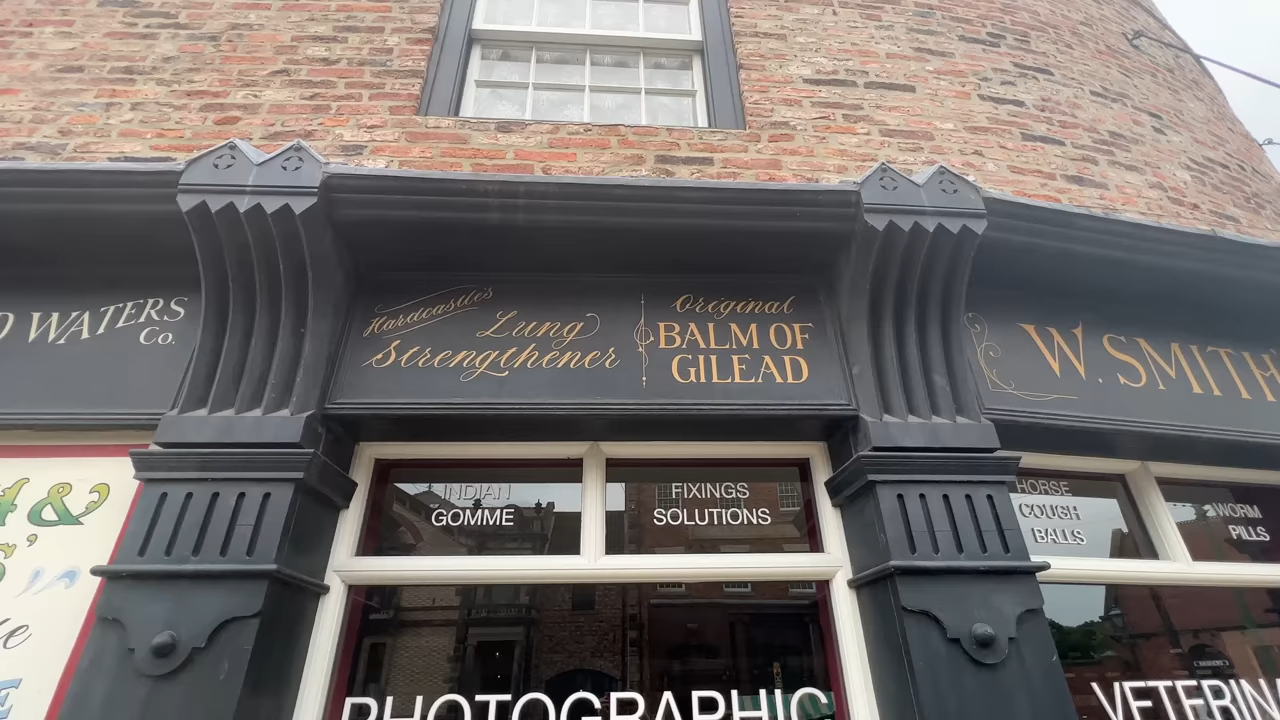 WATERS
Co.
Hardcastle's
Lung
Strengthener
Original
BALM OF
GILEAD
W. SMITH
&
INDIAN
GOMME
FIXINGS
SOLUTIONS
HORSE
COUGH
BALLS
WORM
PILLS
PHOTOGRAPHIC
VETERIN